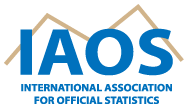 IAOS
INTERNATIONAL ASSOCIATION
FOR OFFICIAL STATISTICS